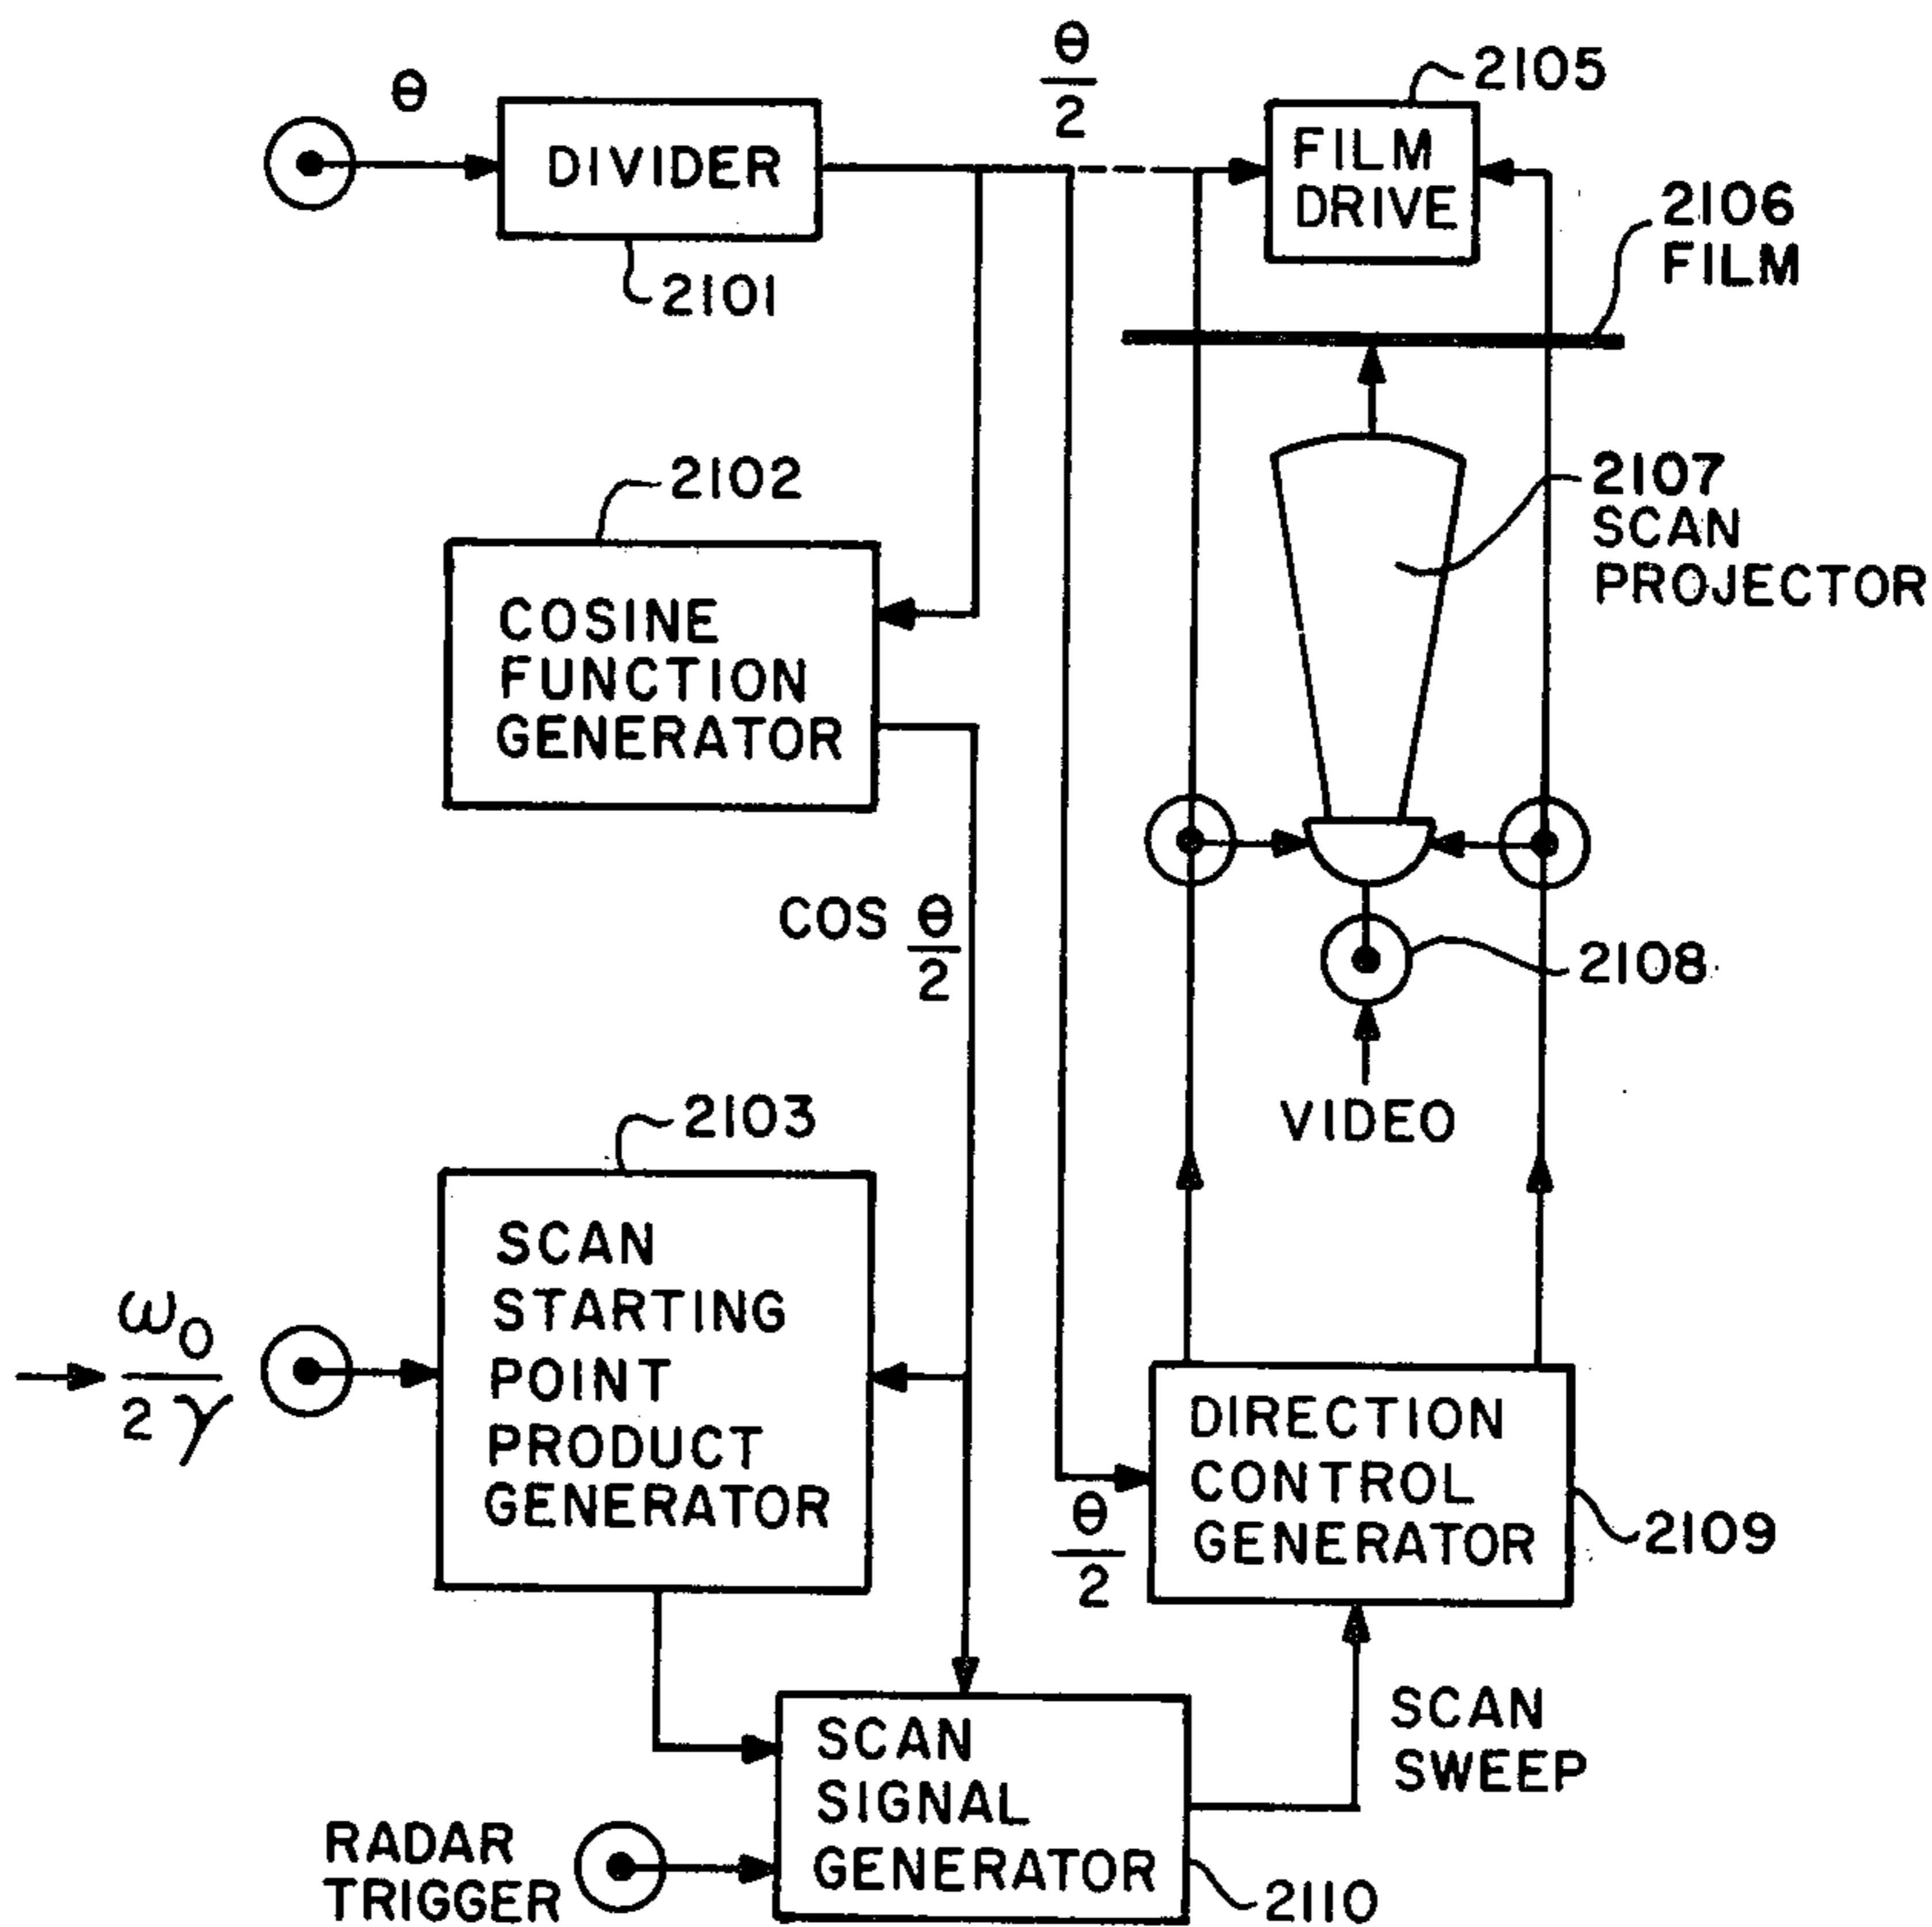 θ
DIVIDER
2101
θ/2
FILM
DRIVE
2105
2106
FILM
2102
COSINE
FUNCTION
GENERATOR
2107
SCAN
PROJECTOR
COS θ/2
2108
VIDEO
2103
SCAN
STARTING
POINT
PRODUCT
GENERATOR
ω0/2γ
DIRECTION
CONTROL
GENERATOR
2109
θ/2
SCAN
SIGNAL
GENERATOR
2110
SCAN
SWEEP
RADAR
TRIGGER